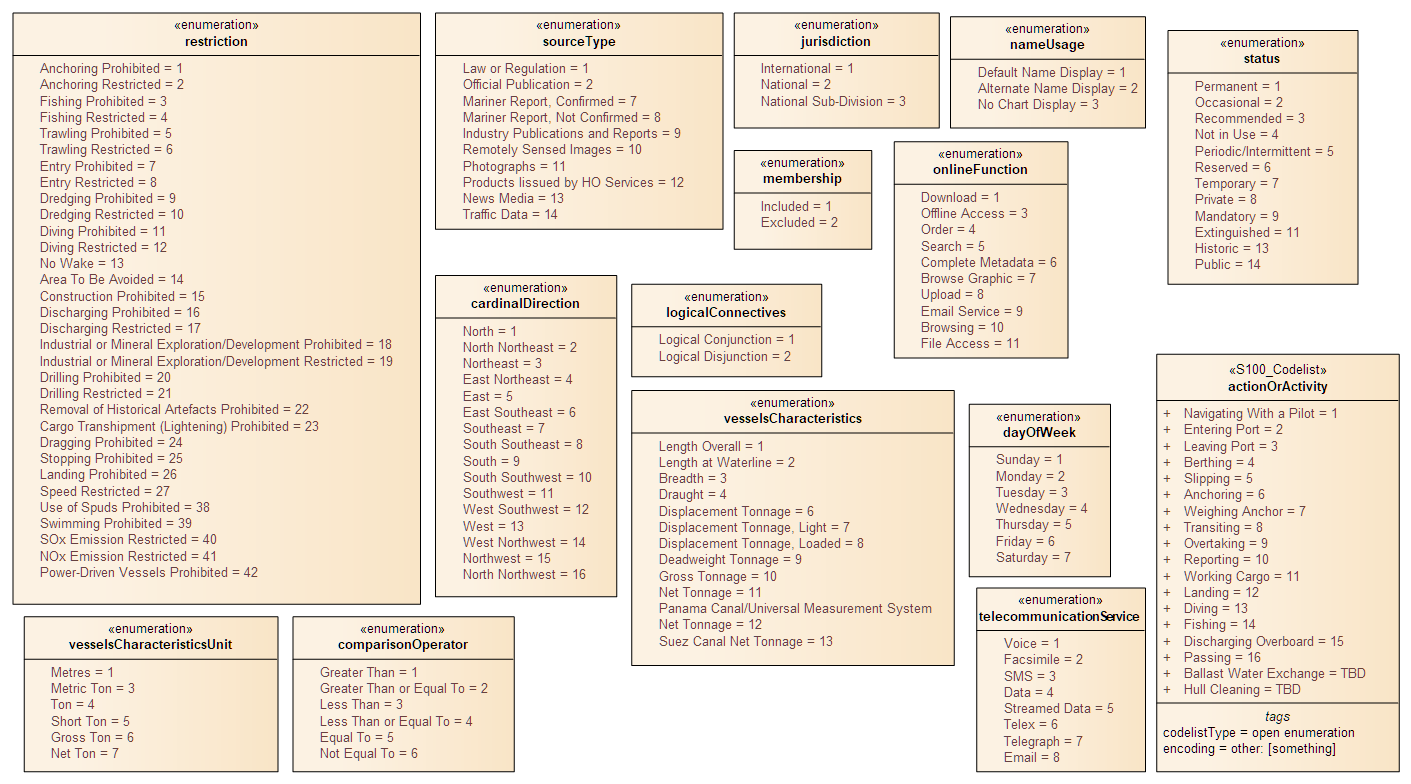 «enumeration»
restriction
Anchoring Prohibited = 1
Anchoring Restricted = 2
Fishing Prohibited = 3
Fishing Restricted = 4
Trawling Prohibited = 5
Trawling Restricted = 6
Entry Prohibited = 7
Entry Restricted = 8
Dredging Prohibited = 9
Dredging Restricted = 10
Diving Prohibited = 11
Diving Restricted = 12
No Wake = 13
Area To Be Avoided = 14
Construction Prohibited = 15
Discharging Prohibited = 16
Discharging Restricted = 17
Industrial or Mineral Exploration/Development Prohibited = 18
Industrial or Mineral Exploration/Development Restricted = 19
Drilling Prohibited = 20
Drilling Restricted = 21
Removal of Historical Artefacts Prohibited = 22
Cargo Transhipment (Lightening) Prohibited = 23
Dragging Prohibited = 24
Stopping Prohibited = 25
Landing Prohibited = 26
Speed Restricted = 27
Use of Spuds Prohibited = 38
Swimming Prohibited = 39
SOx Emission Restricted = 40
NOx Emission Restricted = 41
Power-Driven Vessels Prohibited = 42
«enumeration»
sourceType
Law or Regulation = 1
Official Publication = 2
Mariner Report, Confirmed = 7
Mariner Report, Not Confirmed = 8
Industry Publications and Reports = 9
Remotely Sensed Images = 10
Photographs = 11
Products Iissued by HO Services = 12
News Media = 13
Traffic Data = 14
«enumeration»
jurisdiction
International = 1
National = 2
National Sub-Division = 3
«enumeration»
nameUsage
Default Name Display = 1
Alternate Name Display = 2
No Chart Display = 3
«enumeration»
status
Permanent = 1
Occasional = 2
Recommended = 3
Not in Use = 4
Periodic/Intermittent = 5
Reserved = 6
Temporary = 7
Private = 8
Mandatory = 9
Extinguished = 11
Historic = 13
Public = 14
«enumeration»
membership
Included = 1
Excluded = 2
«enumeration»
onlineFunction
Download = 1
Offline Access = 3
Order = 4
Search = 5
Complete Metadata = 6
Browse Graphic = 7
Upload = 8
Email Service = 9
Browsing = 10
File Access = 11
«enumeration»
cardinalDirection
North = 1
North Northeast = 2
Northeast = 3
East Northeast = 4
East = 5
East Southeast = 6
Southeast = 7
South Southeast = 8
South = 9
South Southwest = 10
Southwest = 11
West Southwest = 12
West = 13
West Northwest = 14
Northwest = 15
North Northwest = 16
«enumeration»
logicalConnectives
Logical Conjunction = 1
Logical Disjunction = 2
«enumeration»
vesselsCharacteristics
Length Overall = 1
Length at Waterline = 2
Breadth = 3
Draught = 4
Displacement Tonnage = 6
Displacement Tonnage, Light = 7
Displacement Tonnage, Loaded = 8
Deadweight Tonnage = 9
Gross Tonnage = 10
Net Tonnage = 11
Panama Canal/Universal Measurement System
Net Tonnage = 12
Suez Canal Net Tonnage = 13
«enumeration»
dayOfWeek
Sunday = 1
Monday = 2
Tuesday = 3
Wednesday = 4
Thursday = 5
Friday = 6
Saturday = 7
«S100_Codelist»
actionOrActivity
+ Navigating With a Pilot = 1
+ Entering Port = 2
+ Leaving Port = 3
+ Berthing = 4
+ Slipping = 5
+ Anchoring = 6
+ Weighing Anchor = 7
+ Transiting = 8
+ Overtaking = 9
+ Reporting = 10
+ Working Cargo = 11
+ Landing = 12
+ Diving = 13
+ Fishing = 14
+ Discharging Overboard = 15
+ Passing = 16
+ Ballast Water Exchange = TBD
+ Hull Cleaning = TBD
tags
codelistType = open enumeration
encoding = other: [something]
«enumeration»
vesselsCharacteristicsUnit
Metres = 1
Metric Ton = 3
Ton = 4
Short Ton = 5
Gross Ton = 6
Net Ton = 7
«enumeration»
comparisonOperator
Greater Than = 1
Greater Than or Equal To = 2
Less Than = 3
Less Than or Equal To = 4
Equal To = 5
Not Equal To = 6
«enumeration»
telecommunicationService
Voice = 1
Facsimile = 2
SMS = 3
Data = 4
Streamed Data = 5
Telex = 6
Telegraph = 7
Email = 8